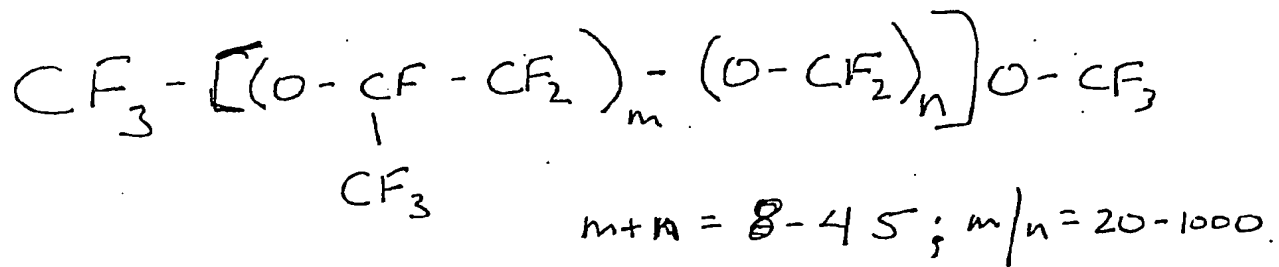 CF3-[(O-CF-CF2)m-(O-CF2)n]O-CF3
CF3
m+n = 8-45; m/n = 20-1000.